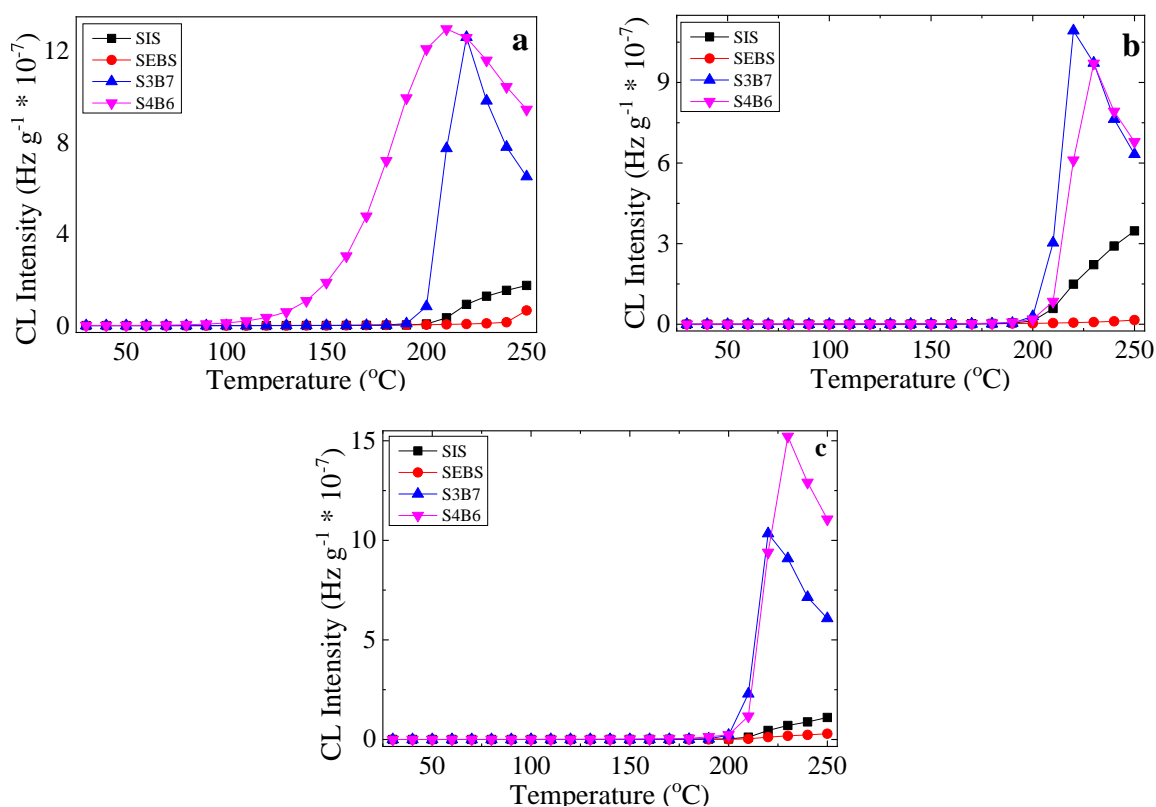 a
SIS
SEBS
S3B7
S4B6
CL Intensity (Hz g-1 * 10-7)
12
8
4
0
50 100 150 200 250
Temperature (oC)
b
SIS
SEBS
S3B7
S4B6
CL Intensity (Hz g-1 * 10-7)
9
6
3
0
50 100 150 200 250
Temperature (oC)
c
SIS
SEBS
S3B7
S4B6
CL Intensity (Hz g-1 * 10-7)
15
10
5
0
50 100 150 200 250
Temperature (oC)